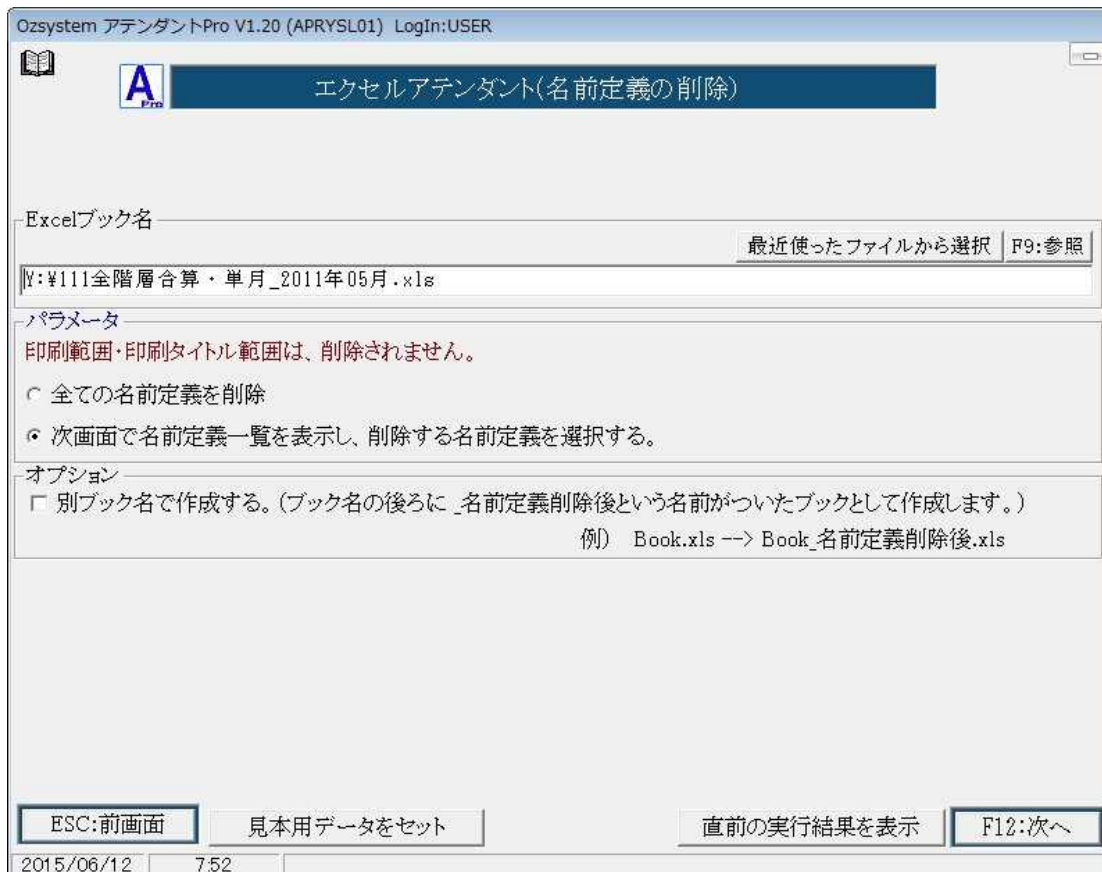 Ozsystem アテンダントPro V1.20 (APRYSL01) LogIn:USER
A
Pro
エクセルアテンダント(名前定義の削除)
Excelブック名
最近使ったファイルから選択 F9:参照
Y:¥111全階層合算・単月_2011年05月.xls
パラメータ
印刷範囲・印刷タイトル範囲は、削除されません。
全ての名前定義を削除
次画面で名前定義一覧を表示し、削除する名前定義を選択する。
オプション
別ブック名で作成する。(ブック名の後ろに _名前定義削除後という名前がついたブックとして作成します。)
例) Book.xls --> Book_名前定義削除後.xls
ESC:前画面 見本用データをセット 直前の実行結果を表示 F12:次へ
2015/06/12 7:52